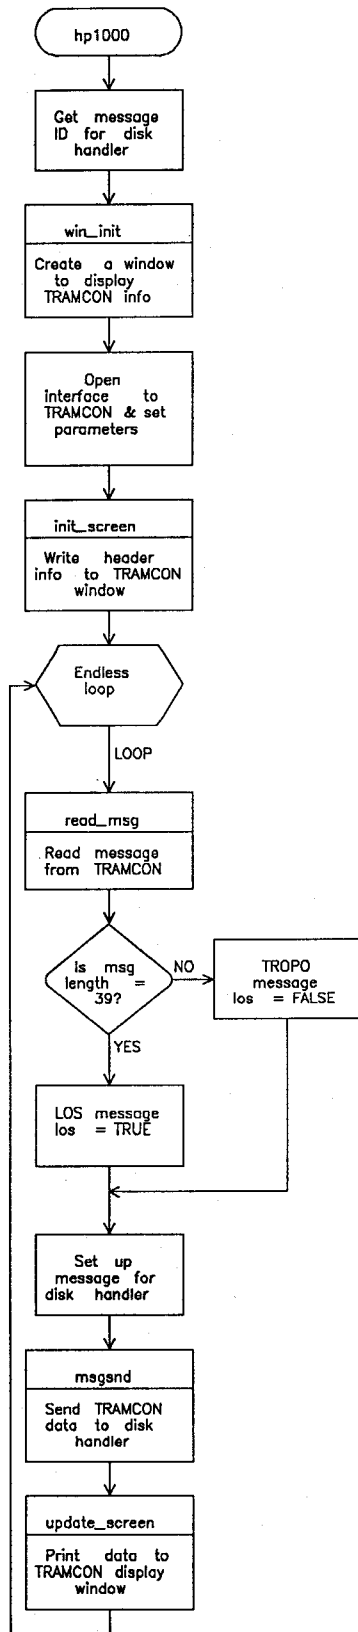 hp1000
Get message
ID for disk
handler
win_init
Create a window
to display
TRAMCON info
Open
interface to
TRAMCON & set
parameters
init_screen
Write header
info to TRAMCON
window
Endless
loop
LOOP
read_msg
Read message
from TRAMCON
Is msg
length =
39?
NO
TROPO
message
los = FALSE
YES
LOS message
los = TRUE
Set up
message for
disk handler
msgsnd
Send TRAMCON
data to disk
handler
update_screen
Print data to
TRAMCON display
window